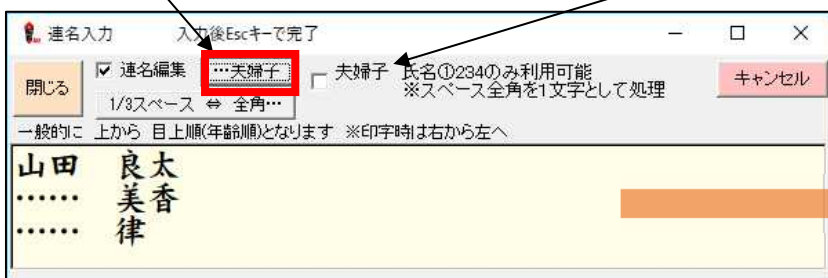 連名入力 入力後Escキーで完了
閉じる
連名編集 …夫婦子 夫婦子 氏名①234のみ利用可能
※スペース全角を1文字として処理
キャンセル
1/3スペース ⇔ 全角…
一般的に 上から 目上順(年齢順)となります ※印字時は右から左へ
山田 良太
…… 美香
…… 律